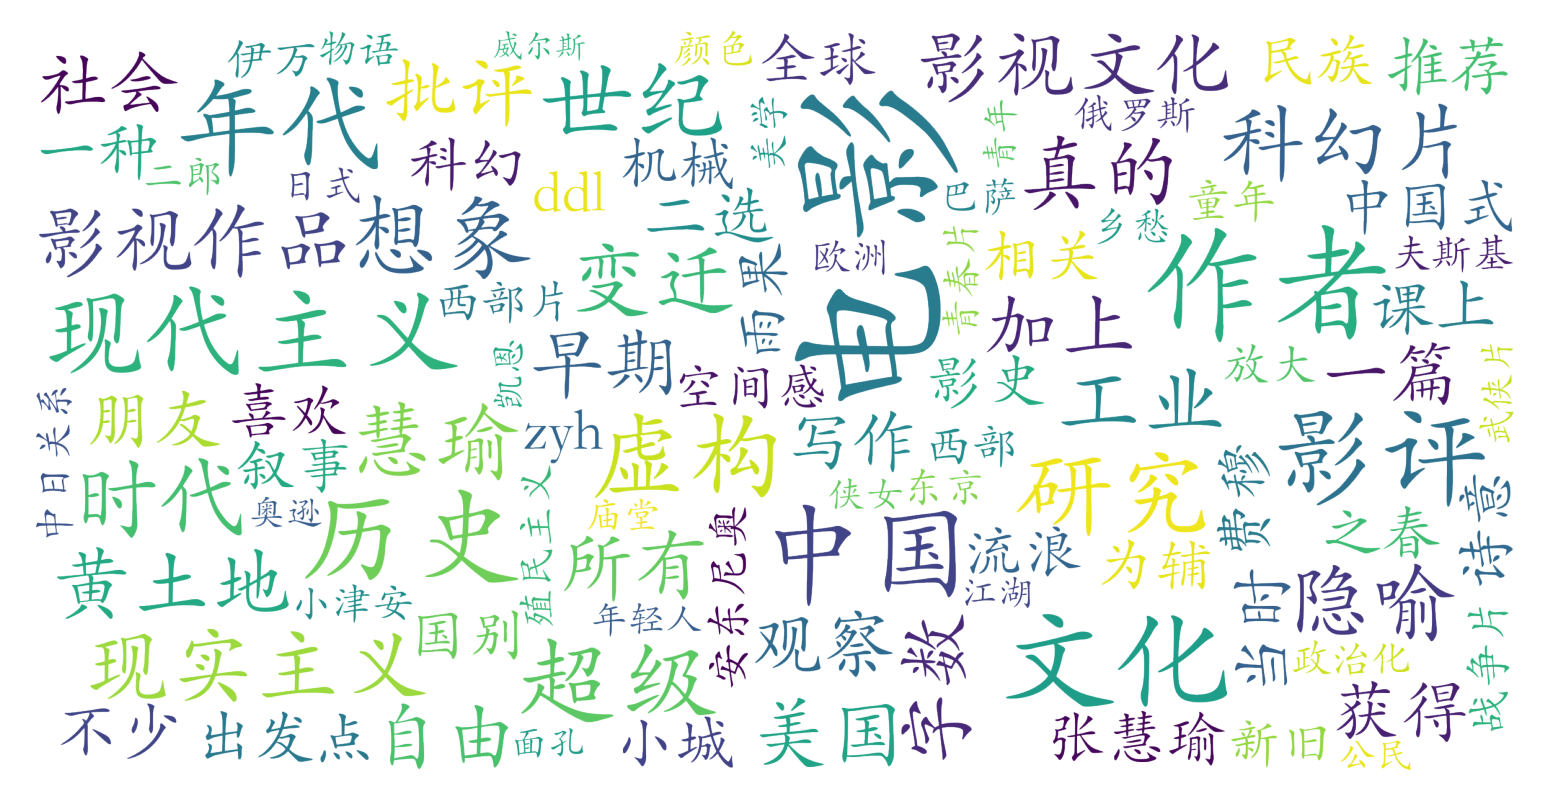 社会
伊万
物语
威尔斯
颜色
全球
影视文化
民族
推荐
年代
批评
世纪
美学
电影
青年
俄罗斯
科幻片
一种
二郎
日式
科幻
ddl
机械
二选
真的
巴萨
乡愁
童年
中国式
影视作品
想象
变迁
雨果
欧洲
青春片
相关
作者
夫斯基
课上
现代主义
西部片
早期
空间感
加上
影史
工业
放大
一篇
武侠片
凯恩
中日关系
朋友
喜欢
慧瑜
zyh
虚构
写作
西部
研究
费穆
影评
诗意
时代
叙事
奥逊
历史
殖民主义
庙堂
所有
安东尼奥
侠女
东京
中国
流浪
江湖
为辅
之春
黄土地
小津安
国别
年轻人
观察
字数
文化
当时
隐喻
政治化
战争片
现实主义
超级
获得
不少
出发点
自由
面孔
小城
美国
张慧瑜
新旧
公民